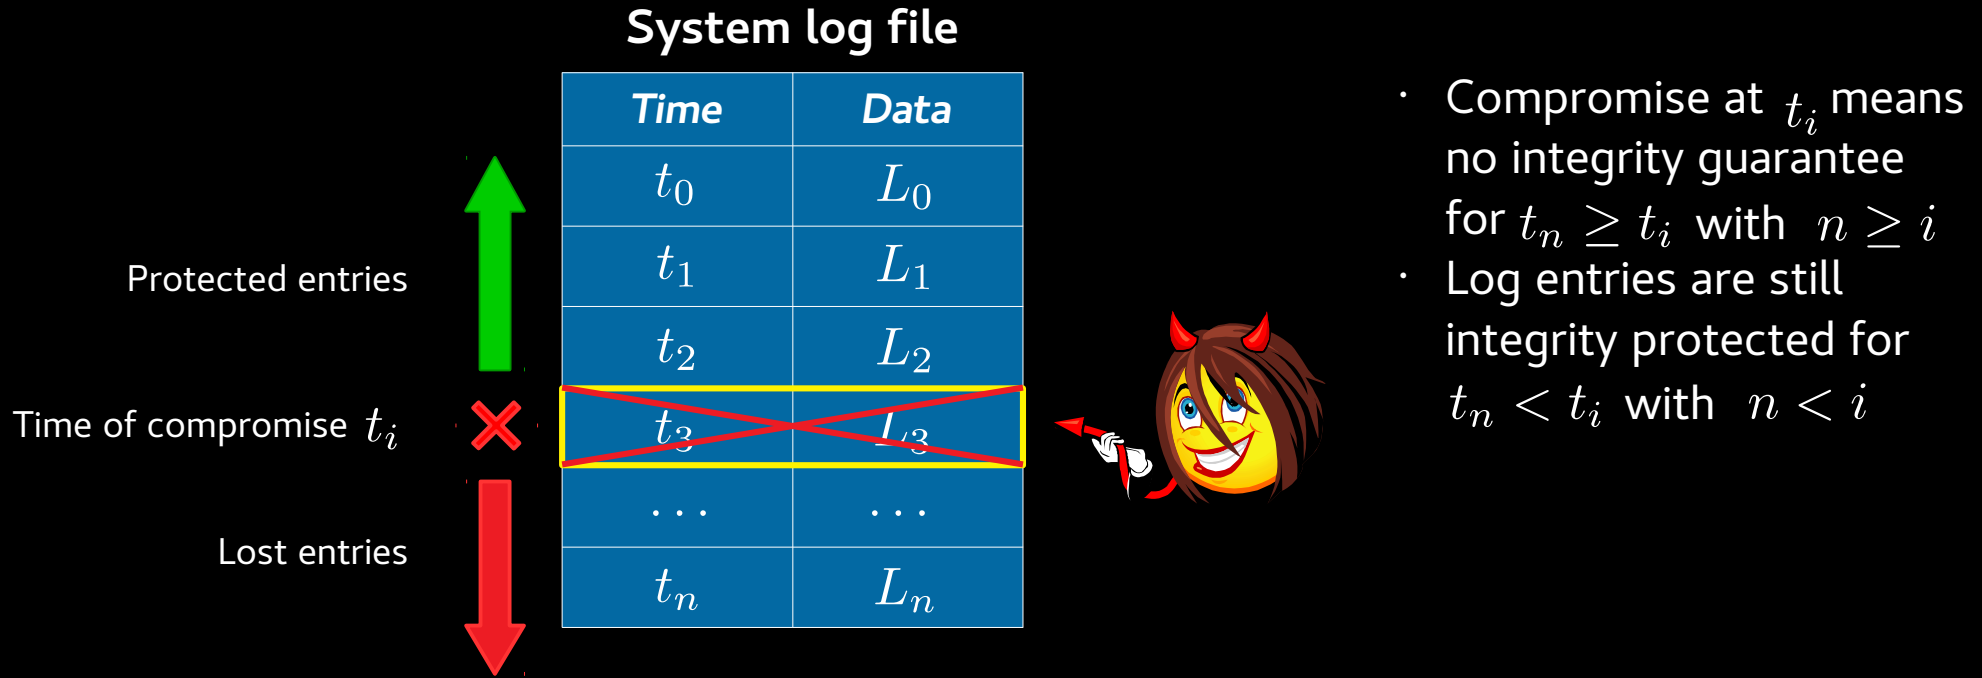 System log file
Time Data
t₀ L₀
t₁ L₁
Protected entries
t₂ L₂
Time of compromise tᵢ
t₃ L₃
... ...
Lost entries
tₙ Lₙ
· Compromise at tᵢ means
no integrity guarantee
for tₙ ≥ tᵢ with n ≥ i
· Log entries are still
integrity protected for
tₙ < tᵢ with n < i